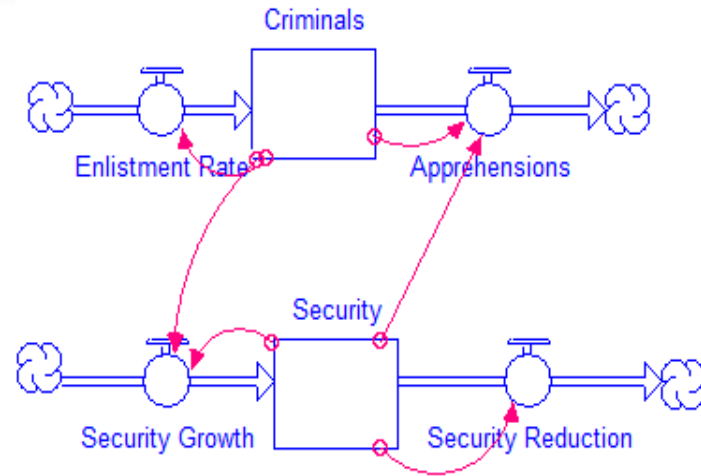 Criminals
Enlistment Rate
Apprehensions
Security
Security Growth
Security Reduction